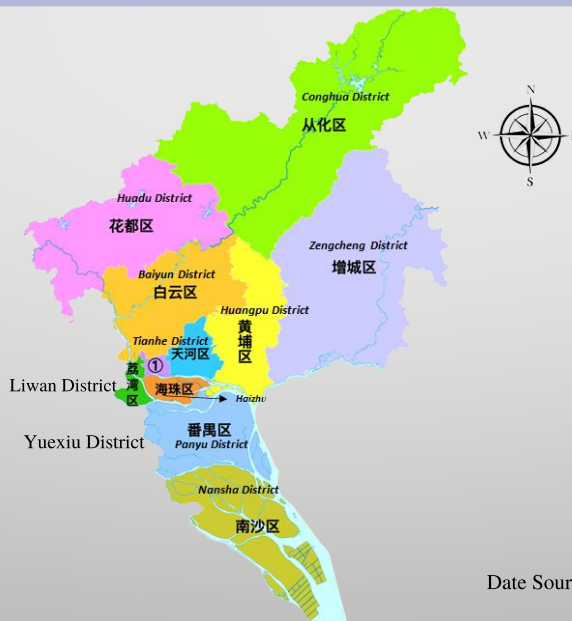 Conghua District
从化区
N
W
S
Huadu District
花都区
Zengcheng District
增城区
Baiyun District
白云区
Huangpu District
黄埔区
Tianhe District
天河区
①
荔湾区
Liwan District
海珠区
Haizhu
番禺区
Yuexiu District
Panyu District
Nansha District
南沙区
Date Sour